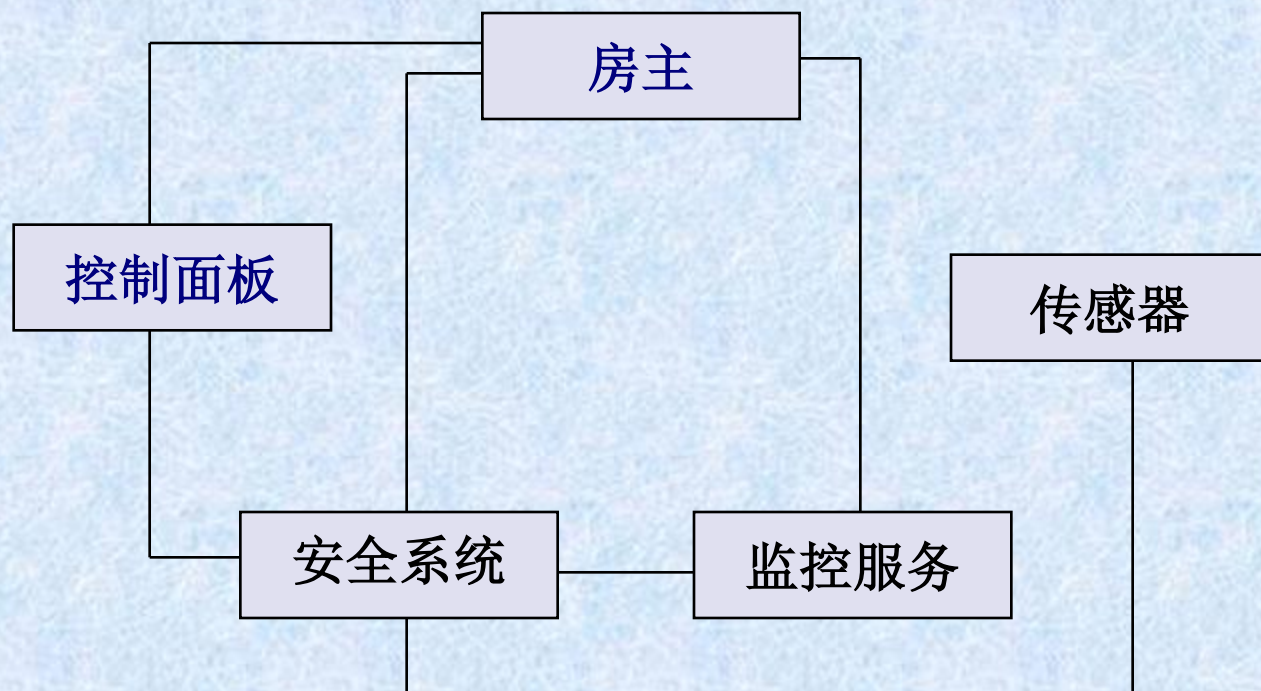 房主
控制面板
传感器
安全系统
监控服务